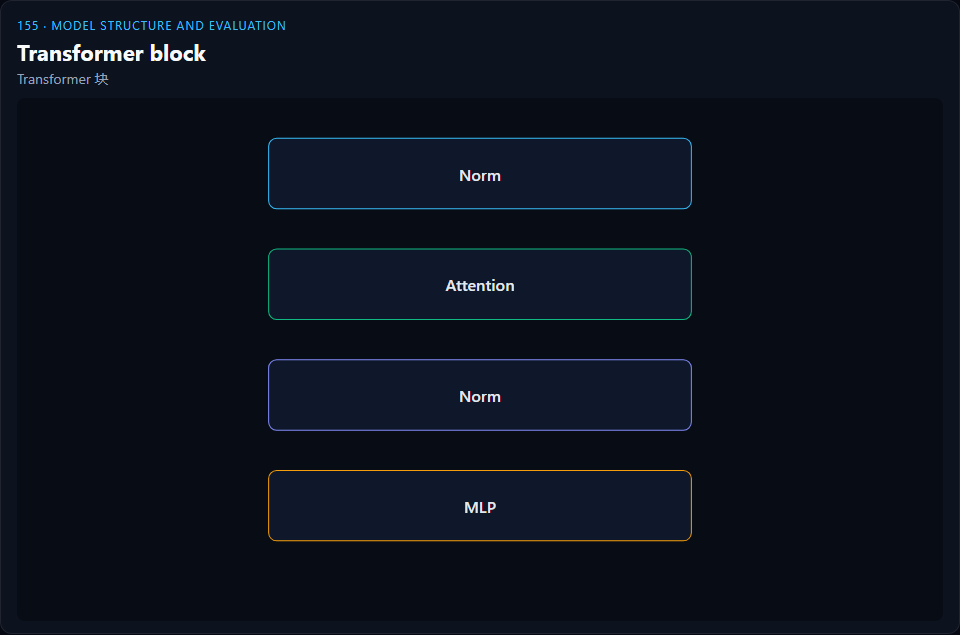 155 · MODEL STRUCTURE AND EVALUATION
Transformer block
Transformer 块
Norm
Attention
Norm
MLP